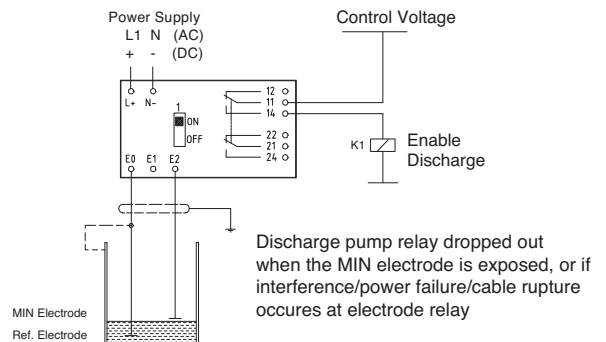 Power Supply
L1 N (AC)
+ - (DC)
Control Voltage
L+ N-
1
ON
OFF
12
11
14
22
21
24
E0 E1 E2
K1
Enable
Discharge
Discharge pump relay dropped out
when the MIN electrode is exposed, or if
interference/power failure/cable rupture
occures at electrode relay
MIN Electrode
Ref. Electrode